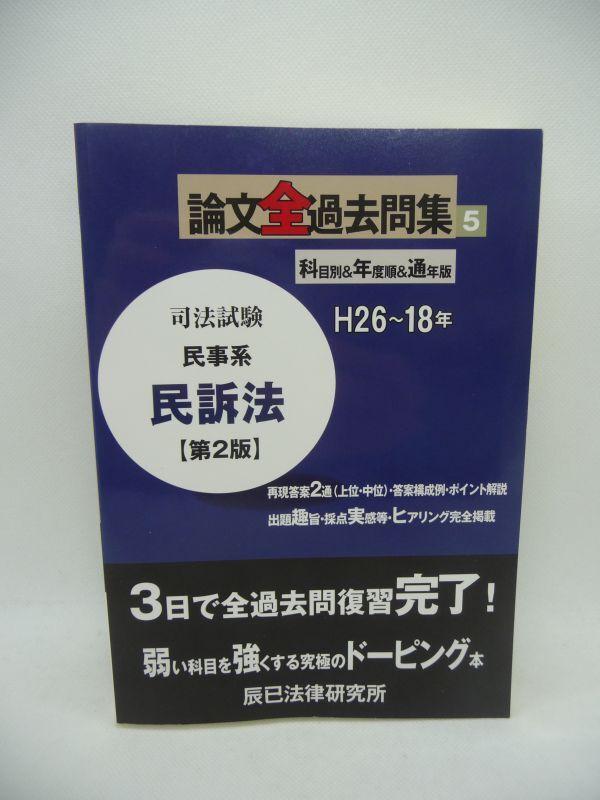 論文全過去問集 5
科目別&年度順&通年版
H26～18年
司法試験
民事系
民訴法
【第2版】
再現答案2通(上位・中位)・答案構成例・ポイント解説
出題趣旨・採点実感等・ヒアリング完全掲載
3日で全過去問復習完了!
弱い科目を強くする究極のドーピング本
辰已法律研究所